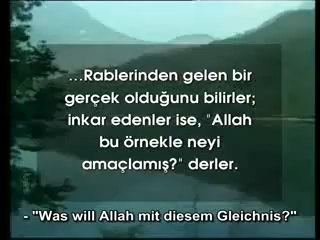 ...Rablerinden gelen bir
gerçek olduğunu bilirler;
inkar edenler ise, "Allah
bu örnekle neyi
amaçlamış?" derler.
- "Was will Allah mit diesem Gleichnis?"